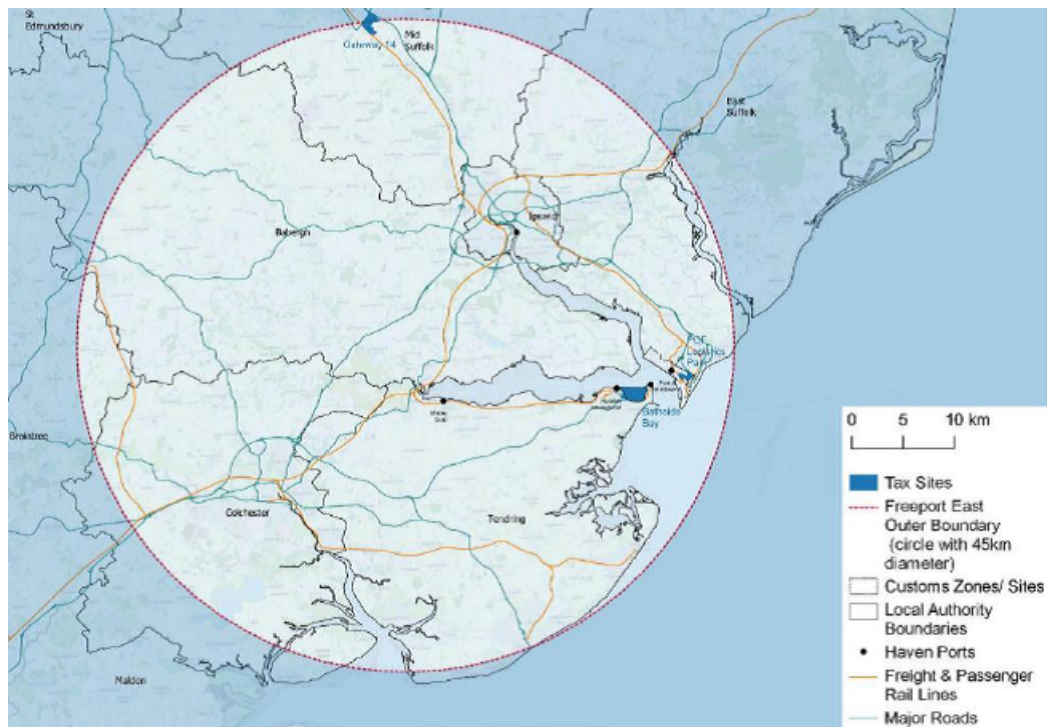 St
Edmundsbury
Gateway 14
Mid
Suffolk
East
Suffolk
Babergh
Ipswich
Logistics
Park
Bathside
Bay
Braintree
Colchester
Tendring
Maldon
0 5 10 km
Tax Sites
Freeport East
Outer Boundary
(circle with 45km
diameter)
Customs Zones/ Sites
Local Authority
Boundaries
Haven Ports
Freight & Passenger
Rail Lines
Major Roads